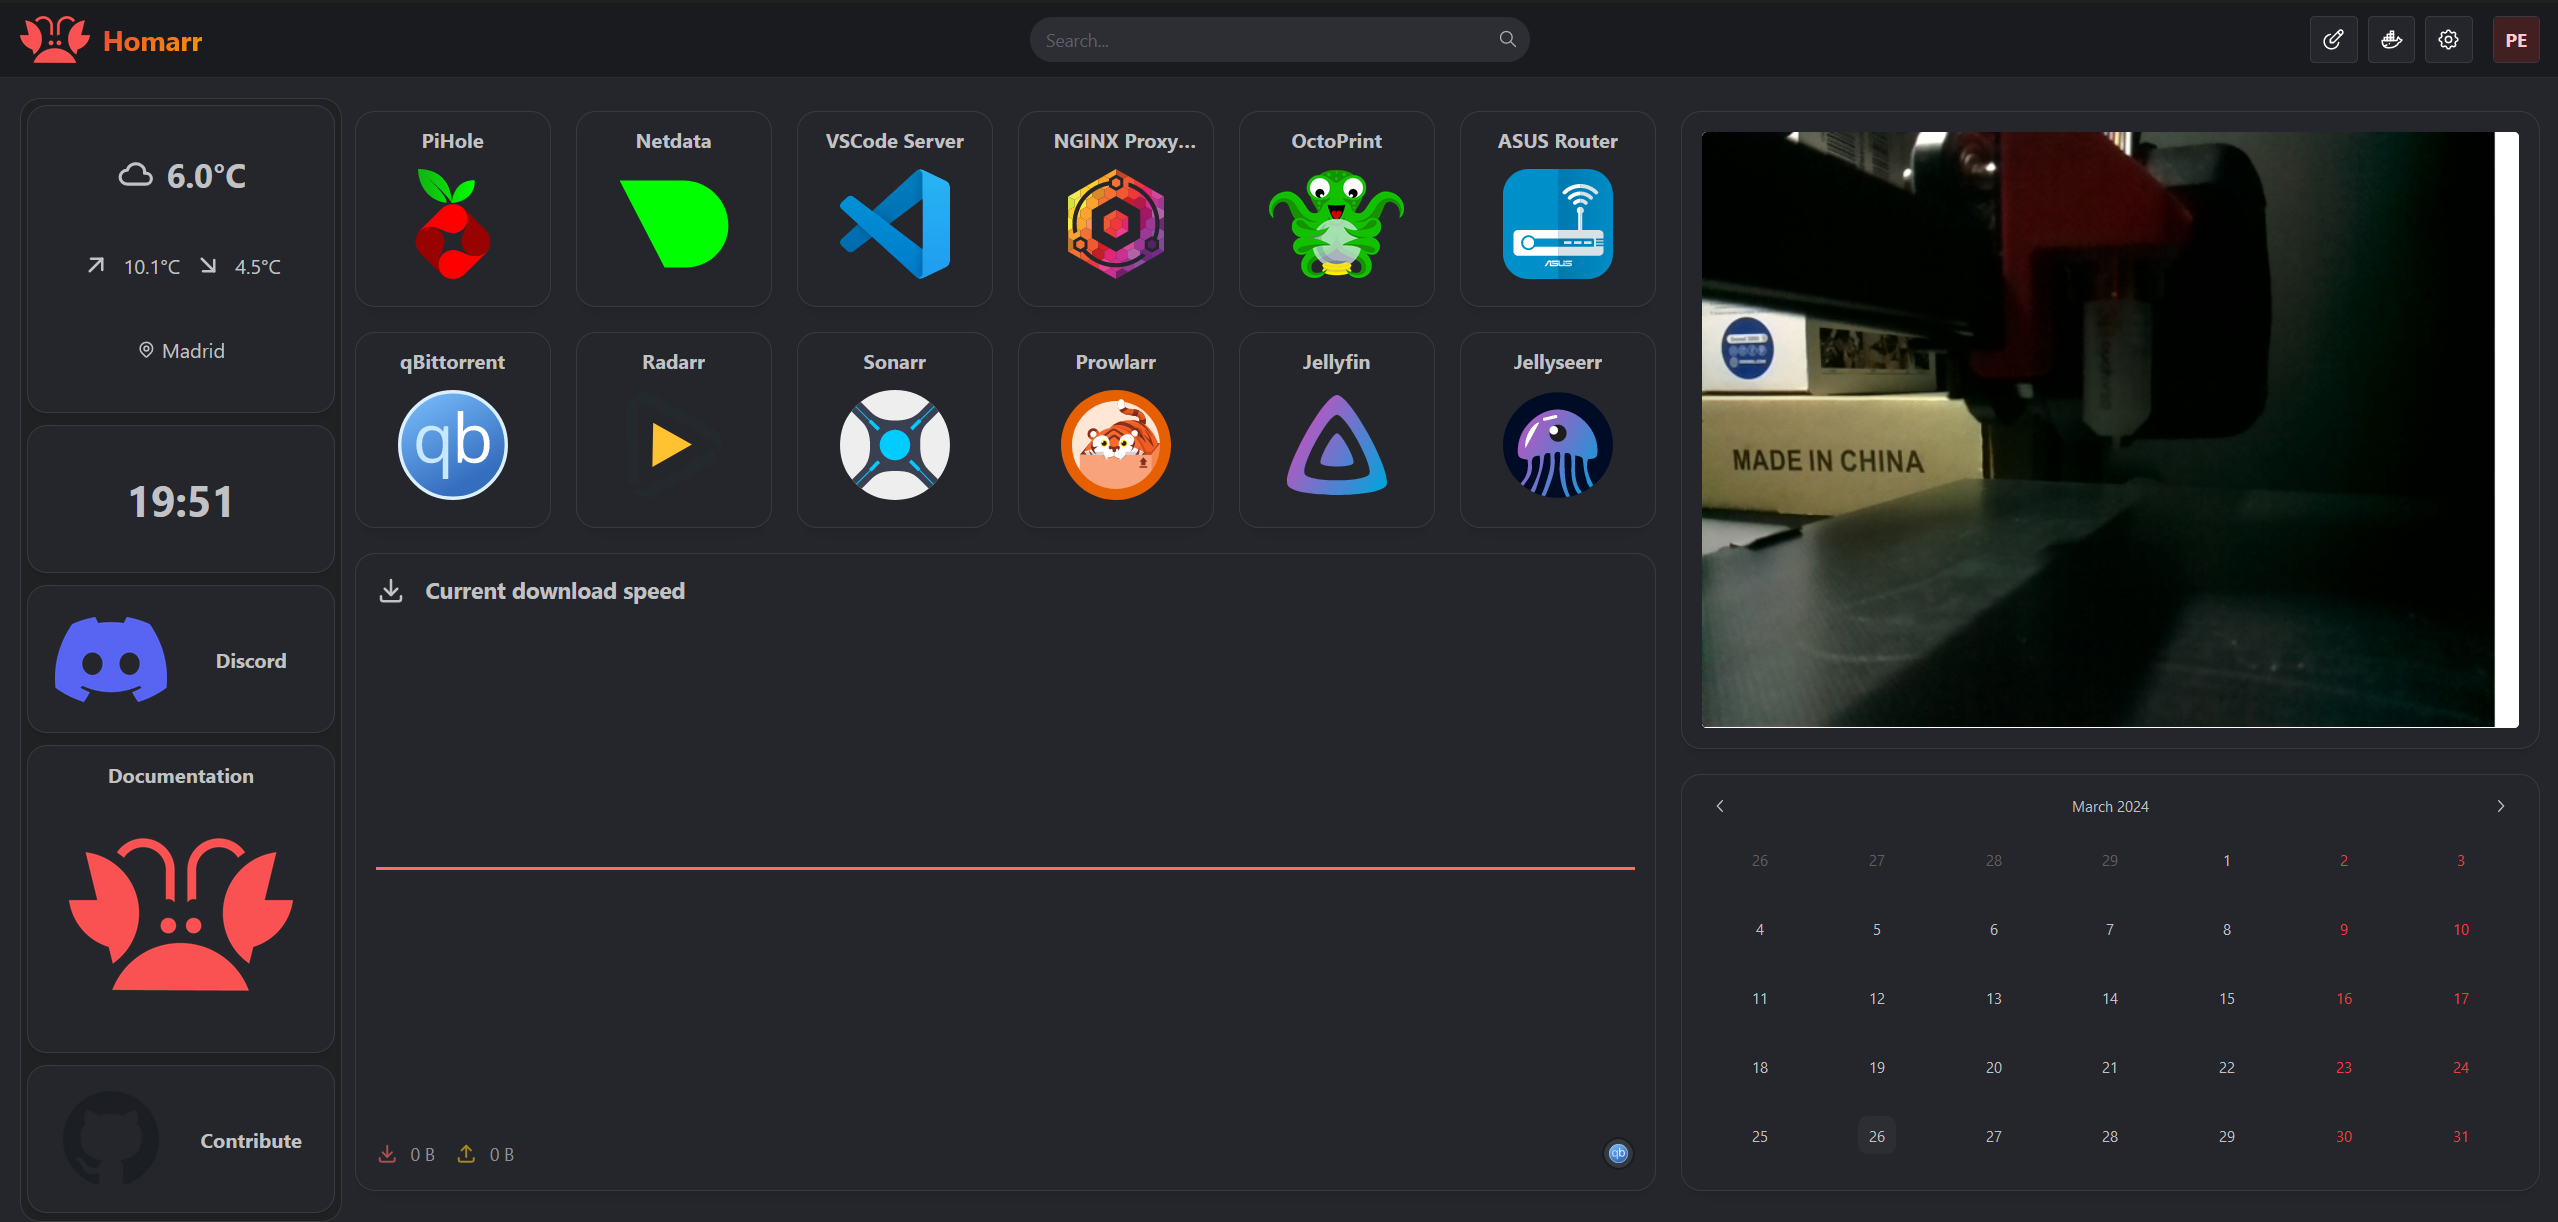 Homarr
Search...
PE
6.0°C
10.1°C 4.5°C
Madrid
19:51
Discord
Documentation
Contribute
PiHole
Netdata
VSCode Server
NGINX Proxy...
OctoPrint
ASUS Router
ASUS
qBittorrent
qb
Radarr
Sonarr
Prowlarr
Jellyfin
Jellyseerr
Current download speed
0 B 0 B
qb
MADE IN CHINA
March 2024
26 27 28 29 1 2 3
4 5 6 7 8 9 10
11 12 13 14 15 16 17
18 19 20 21 22 23 24
25 26 27 28 29 30 31